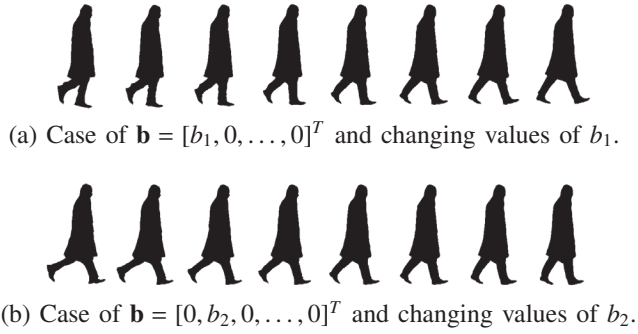 (a) Case of b = [b₁, 0, . . . , 0]ᵀ and changing values of b₁.
(b) Case of b = [0, b₂, 0, . . . , 0]ᵀ and changing values of b₂.